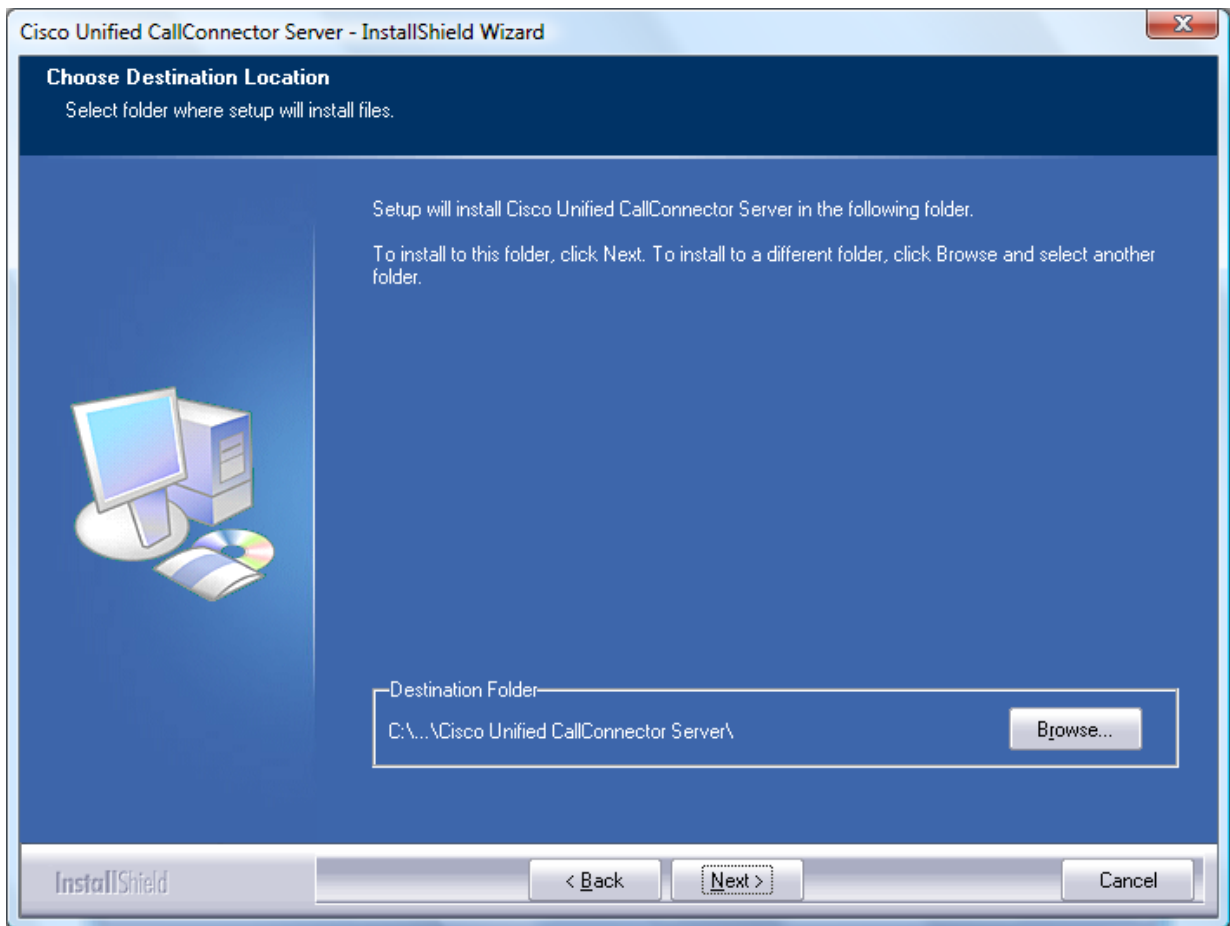 Cisco Unified CallConnector Server - InstallShield Wizard
Choose Destination Location
Select folder where setup will install files.
Setup will install Cisco Unified CallConnector Server in the following folder.
To install to this folder, click Next. To install to a different folder, click Browse and select another
folder.
Destination Folder
C:\...\Cisco Unified CallConnector Server\
Browse...
InstallShield
< Back
Next >
Cancel